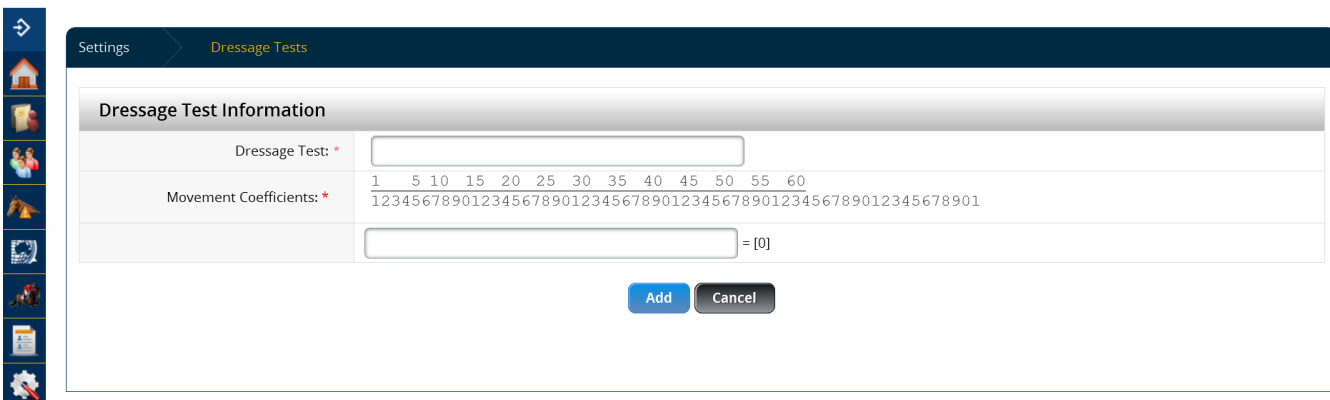 Settings
Dressage Tests
Dressage Test Information
Dressage Test: *
1   5 10  15  20  25  30  35  40  45  50  55  60
Movement Coefficients: *
1234567890123456789012345678901234567890123456789012345678901
= [0]
Add
Cancel